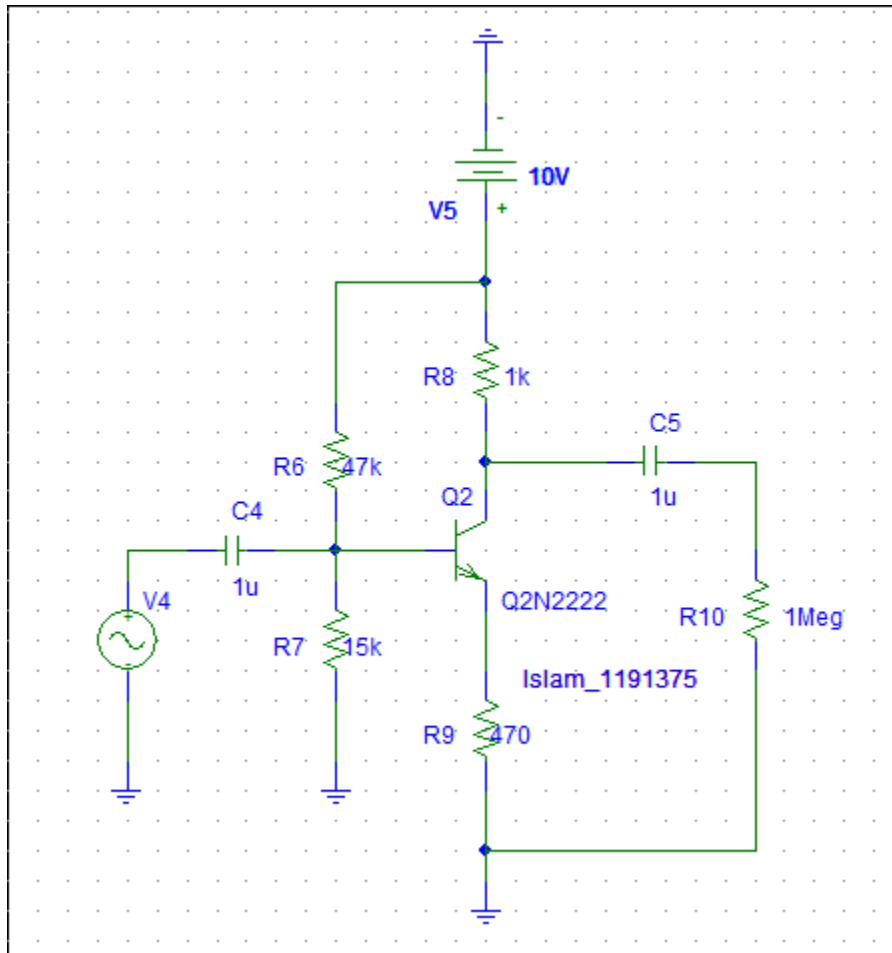 -
10V
V5
+
R8 1k
C5
R6 47k
Q2
C4
1u
1u
V4
+
Q2N2222
R10 1Meg
R7 15k
-
Islam_1191375
R9 470